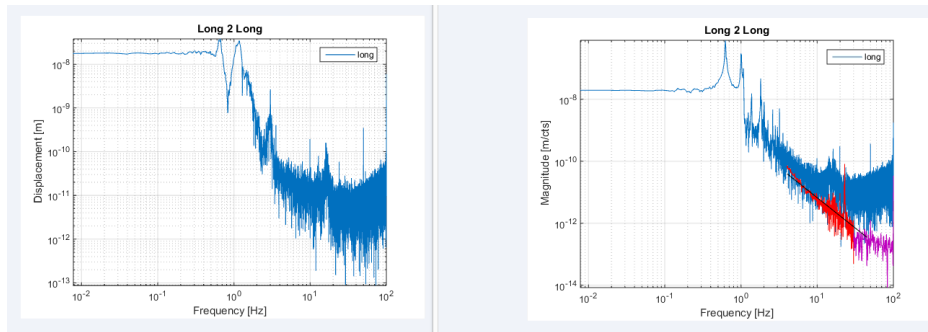 Long 2 Long
long
Displacement [m]
10^-8
10^-9
10^-10
10^-11
10^-12
10^-13
10^-2
10^-1
10^0
10^1
10^2
Frequency [Hz]
Long 2 Long
long
Magnitude [m/cts]
10^-8
10^-10
10^-12
10^-14
10^-2
10^-1
10^0
10^1
10^2
Frequency [Hz]